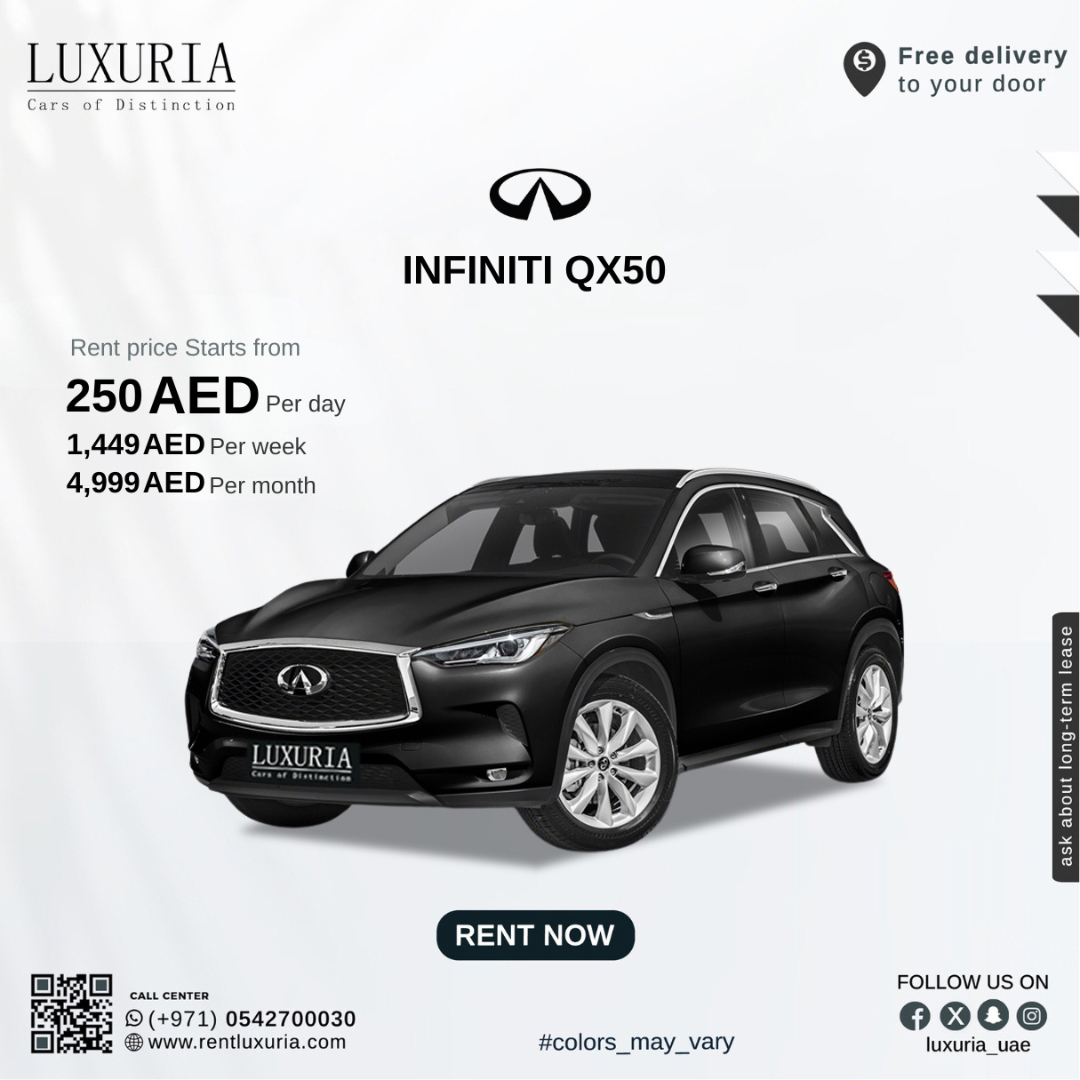 LUXURIA
Cars of Distinction
Free delivery
to your door
INFINITI QX50
Rent price Starts from
250 AED Per day
1,449 AED Per week
4,999 AED Per month
LUXURIA
Cars of Distinction
ask about long-term lease
RENT NOW
CALL CENTER
(+971) 0542700030
www.rentluxuria.com
#colors_may_vary
FOLLOW US ON
luxuria_uae